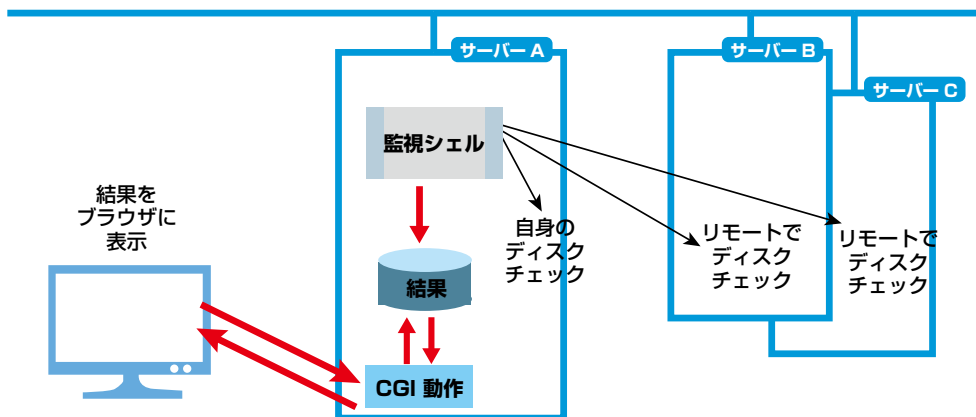 サーバー A
サーバー B
サーバー C
監視シェル
結果を
ブラウザに
表示
自身の
ディスク
チェック
リモートで
ディスク
チェック
リモートで
ディスク
チェック
結果
CGI 動作